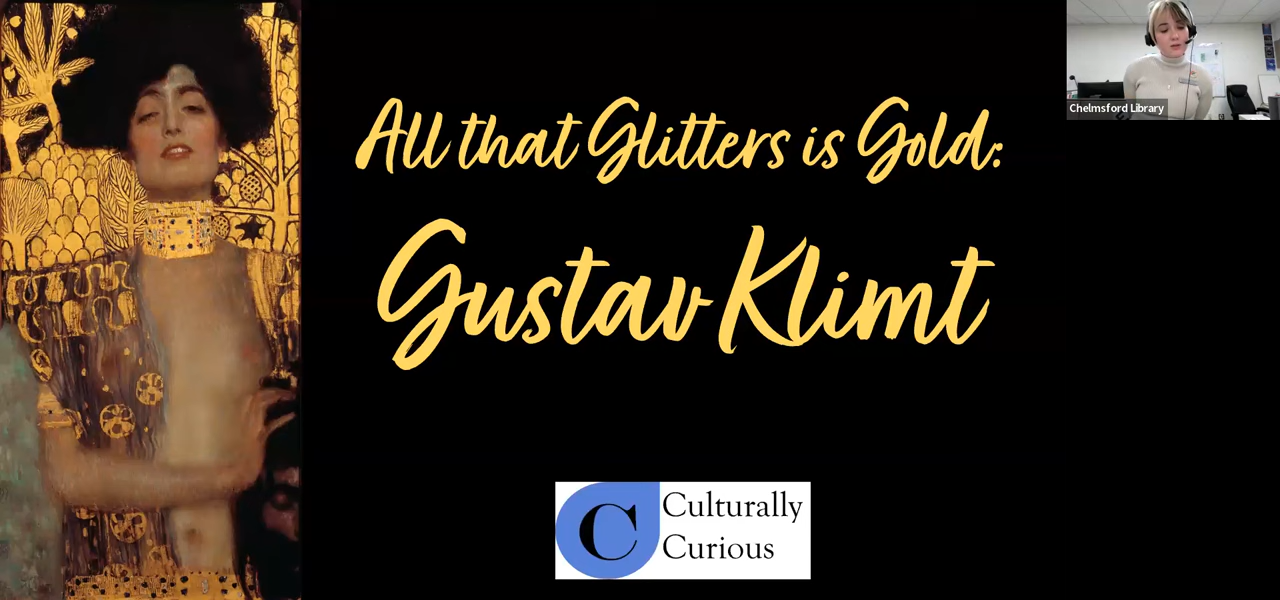 All that Glitters is Gold:
Gustav Klimt
C Culturally
Curious
Chelmsford Library